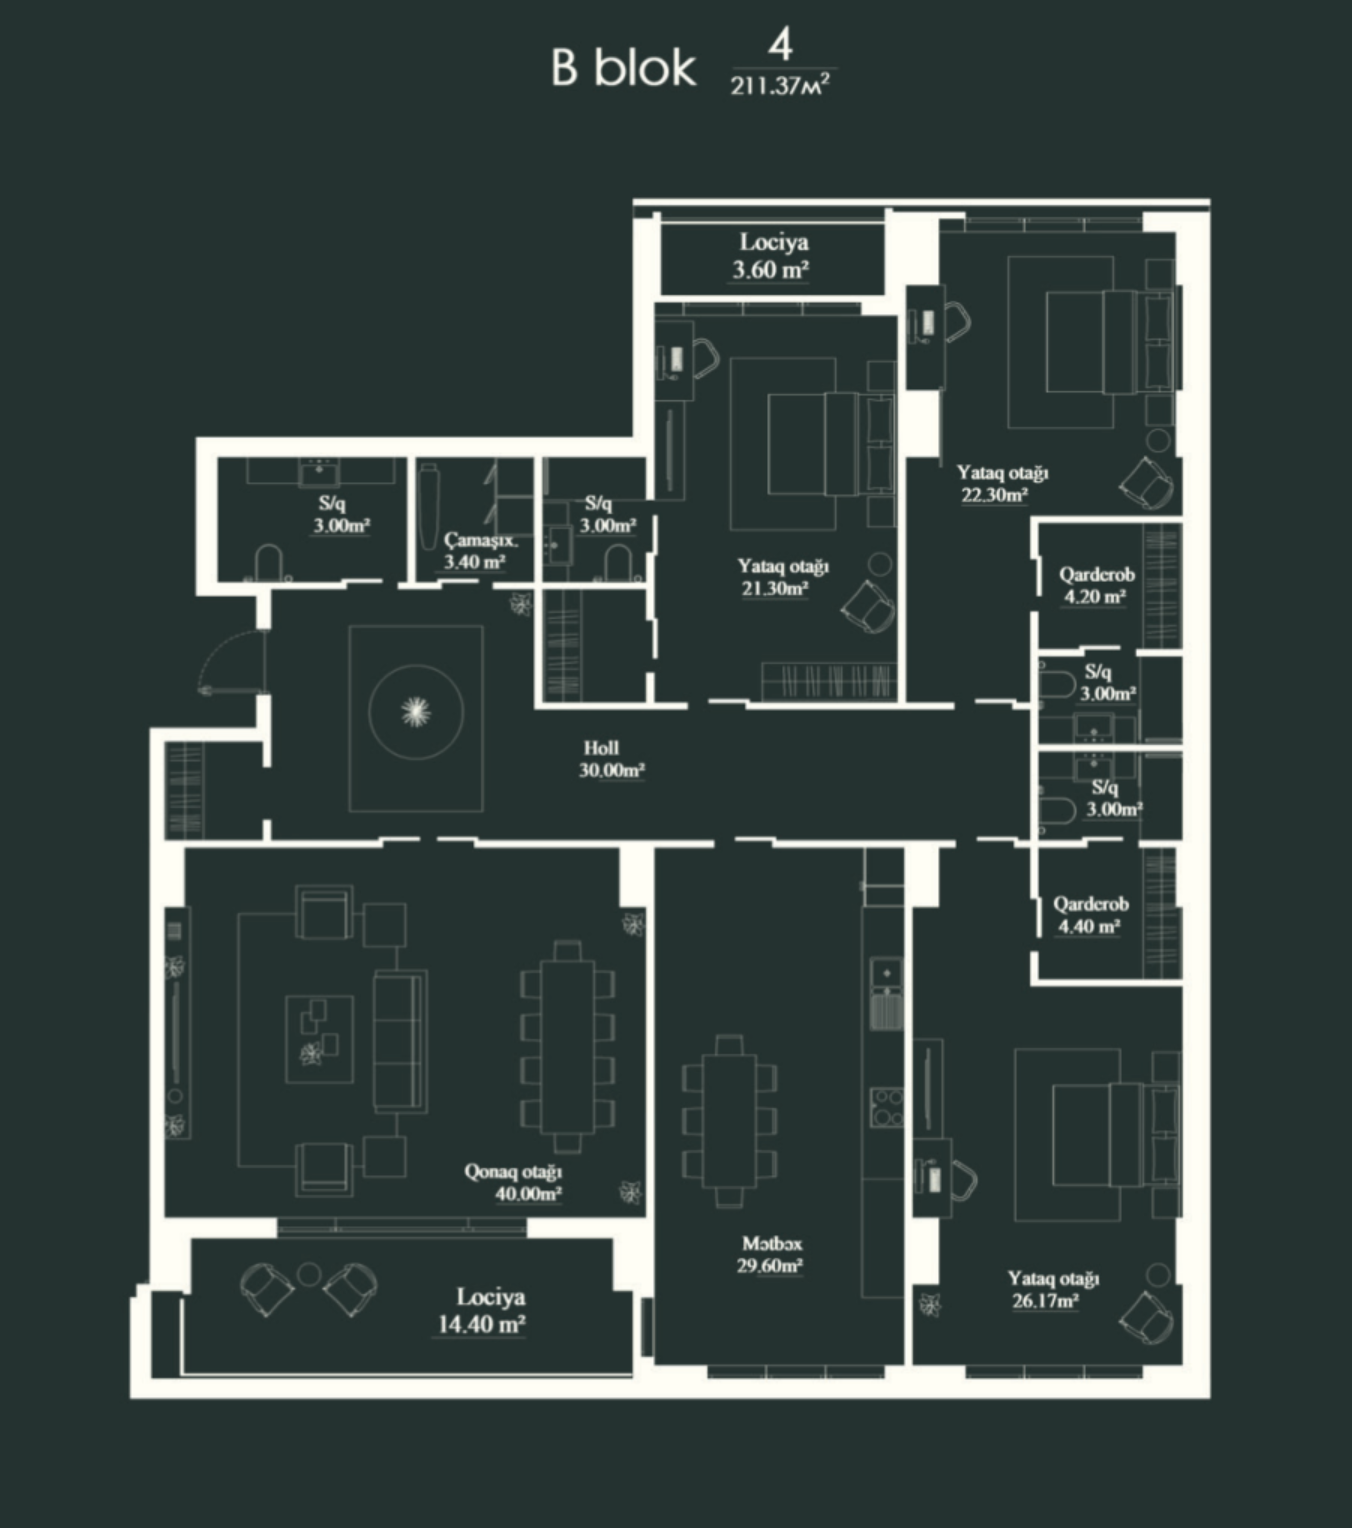 B blok
4
211.37м²
Lociya
3.60 m²
Yataq otağı
22.30m²
S/q
3.00m²
Çamaşıx.
3.40 m²
S/q
3.00m²
Yataq otağı
21.30m²
Qarderob
4.20 m²
S/q
3.00m²
Holl
30.00m²
S/q
3.00m²
Qarderob
4.40 m²
Qonaq otağı
40.00m²
Mətbəx
29.60m²
Yataq otağı
26.17m²
Lociya
14.40 m²